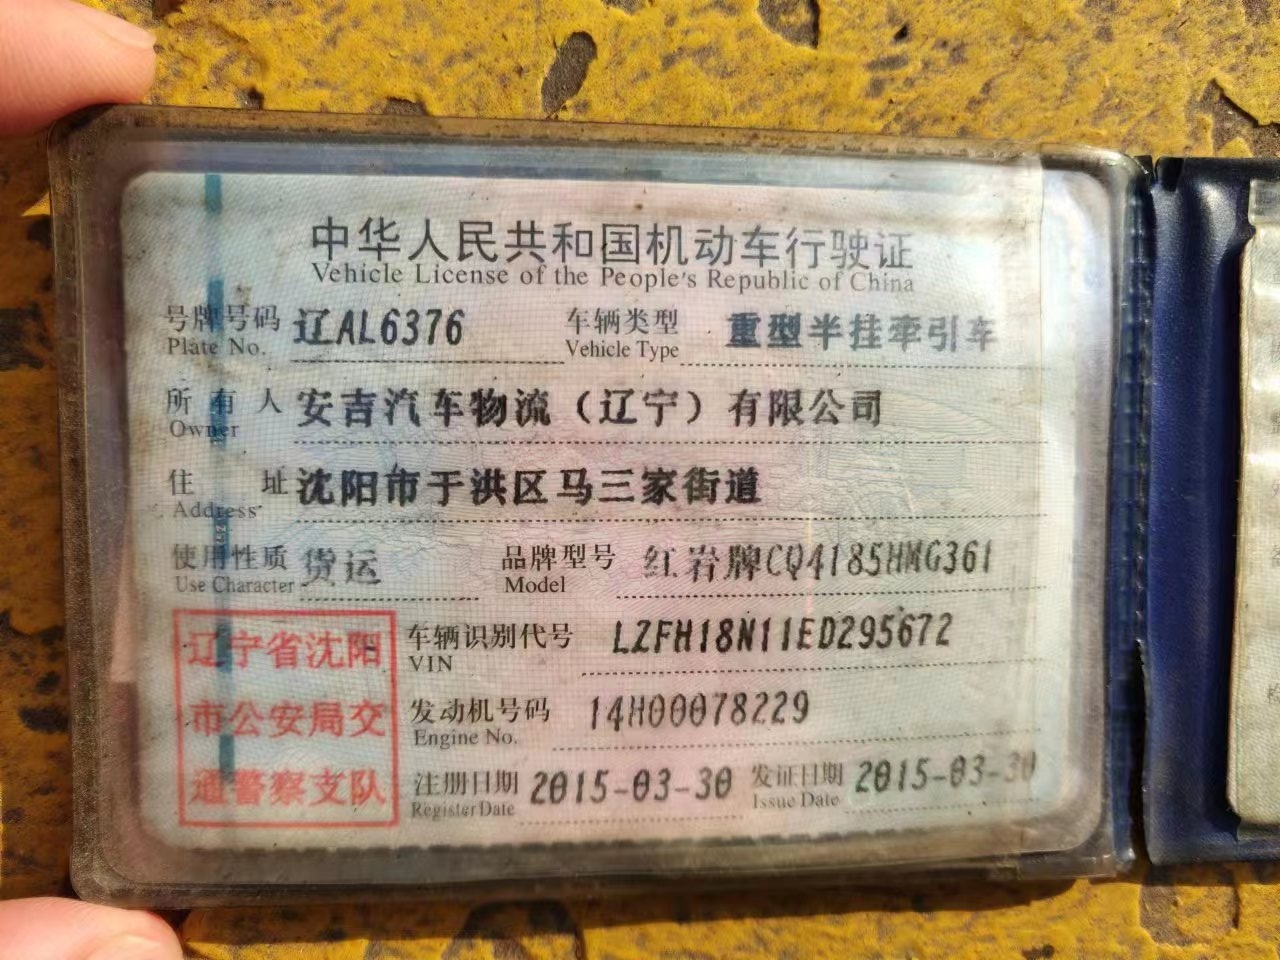 中华人民共和国机动车行驶证
Vehicle License of the People's Republic of China
号牌号码 辽AL6376 车辆类型 重型半挂牵引车
Plate No. Vehicle Type
所有人 安吉汽车物流（辽宁）有限公司
Owner
住址 沈阳市于洪区马三家街道
Address
使用性质 货运 品牌型号 红岩牌CQ4185HMG361
Use Character Model
辽宁省沈阳
市公安局交
通警察支队
车辆识别代号 LZFH18N11ED295672
VIN
发动机号码 14H00078229
Engine No.
注册日期 2015-03-30 发证日期 2015-03-30
Register Date Issue Date